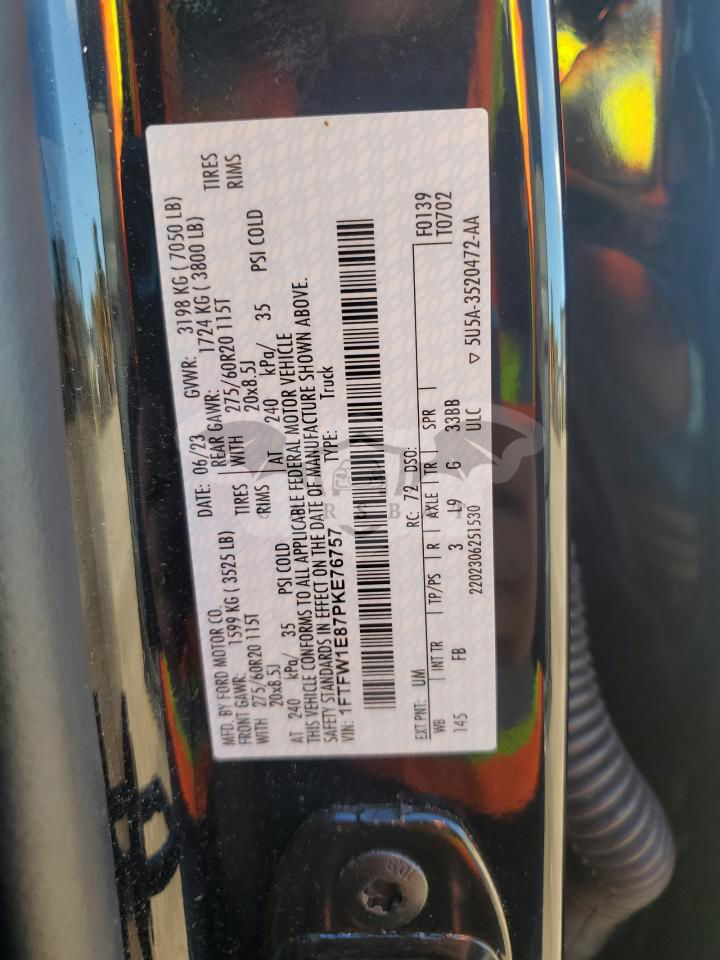 MFD. BY FORD MOTOR CO.
DATE: 06/23 GVWR: 3198 KG ( 7050 LB)
FRONT GAWR: 1599 KG ( 3525 LB) REAR GAWR: 1724 KG ( 3800 LB)
WITH 275/60R20 115T TIRES WITH 275/60R20 115T TIRES
20x8.5J RIMS 20x8.5J RIMS
AT 240 kPa/ 35 PSI COLD AT 240 kPa/ 35 PSI COLD
THIS VEHICLE CONFORMS TO ALL APPLICABLE FEDERAL MOTOR VEHICLE
SAFETY STANDARDS IN EFFECT ON THE DATE OF MANUFACTURE SHOWN ABOVE.
VIN: 1FTFW1E87PKE76757 TYPE: Truck
EXT PNT: UM RC: 72 DSO: F0139
WB INT TR TP/PS R AXLE TR SPR T0702
145 FB 3 L9 G 33BB
2202306251530 ULC ▽ 5U5A-3520472-AA